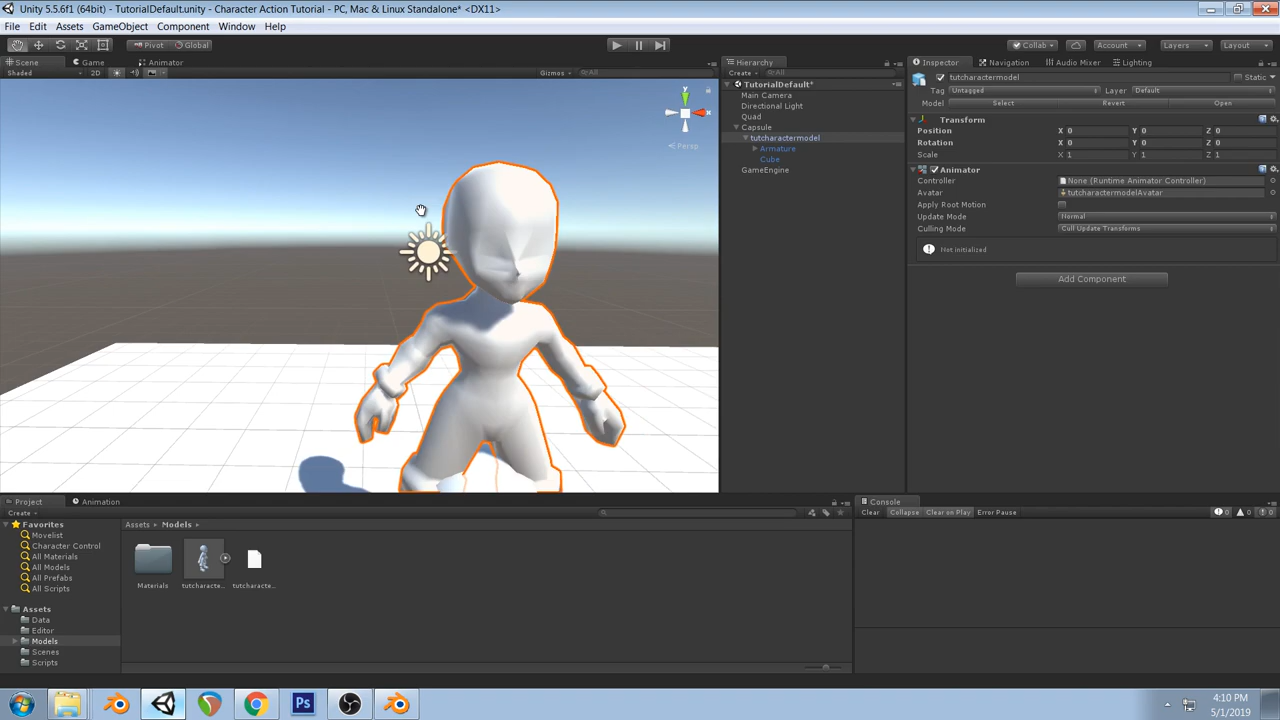 Unity 5.5.6f1 (64bit) - TutorialDefault.unity - Character Action Tutorial - PC, Mac & Linux Standalone* <DX11>
File Edit Assets GameObject Component Window Help
Pivot Global Collab Account Layers Layout
Scene Game Animator
Shaded 2D Gizmos All
y
x
Persp
Hierarchy
Create All
TutorialDefault*
Main Camera
Directional Light
Quad
Capsule
tutcharactermodel
Armature
Cube
GameEngine
Inspector Navigation Audio Mixer Lighting
tutcharactermodel Static
Tag Untagged Layer Default
Model Select Revert Open
Transform
Position X 0 Y 0 Z 0
Rotation X 0 Y 0 Z 0
Scale X 1 Y 1 Z 1
Animator
Controller None (Runtime Animator Controller)
Avatar tutcharactermodelAvatar
Apply Root Motion
Update Mode Normal
Culling Mode Cull Update Transforms
Not initialized
Add Component
Project Animation
Create
Favorites
Movelist
Character Control
All Materials
All Models
All Prefabs
All Scripts
Assets
Data
Editor
Models
Scenes
Scripts
Assets Models
Materials tutcharacte... tutcharacte...
Console
Clear Collapse Clear on Play Error Pause 0 0 0
Ps
4:10 PM
5/1/2019